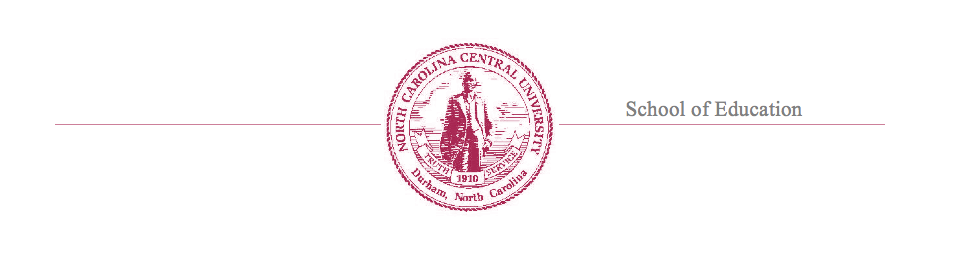 NORTH CAROLINA CENTRAL UNIVERSITY
School of Education
TRUTH
SERVICE
1910
Durham, North Carolina